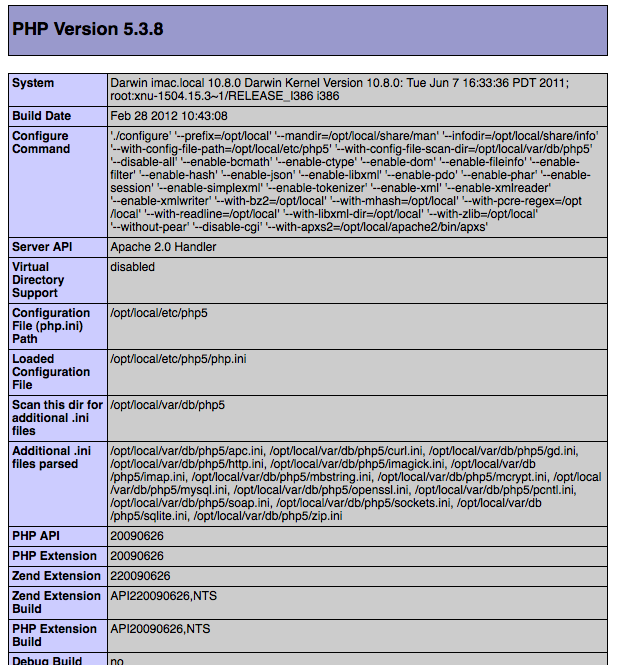 PHP Version 5.3.8
System
Darwin imac.local 10.8.0 Darwin Kernel Version 10.8.0: Tue Jun 7 16:33:36 PDT 2011;
root:xnu-1504.15.3~1/RELEASE_I386 i386
Build Date
Feb 28 2012 10:43:08
Configure
Command
'./configure' '--prefix=/opt/local' '--mandir=/opt/local/share/man' '--infodir=/opt/local/share/info'
'--with-config-file-path=/opt/local/etc/php5' '--with-config-file-scan-dir=/opt/local/var/db/php5'
'--disable-all' '--enable-bcmath' '--enable-ctype' '--enable-dom' '--enable-fileinfo' '--enable-
filter' '--enable-hash' '--enable-json' '--enable-libxml' '--enable-pdo' '--enable-phar' '--enable-
session' '--enable-simplexml' '--enable-tokenizer' '--enable-xml' '--enable-xmlreader'
'--enable-xmlwriter' '--with-bz2=/opt/local' '--with-mhash=/opt/local' '--with-pcre-regex=/opt
/local' '--with-readline=/opt/local' '--with-libxml-dir=/opt/local' '--with-zlib=/opt/local'
'--without-pear' '--disable-cgi' '--with-apxs2=/opt/local/apache2/bin/apxs'
Server API
Apache 2.0 Handler
Virtual
Directory
Support
disabled
Configuration
File (php.ini)
Path
/opt/local/etc/php5
Loaded
Configuration
File
/opt/local/etc/php5/php.ini
Scan this dir for
additional .ini
files
/opt/local/var/db/php5
Additional .ini
files parsed
/opt/local/var/db/php5/apc.ini, /opt/local/var/db/php5/curl.ini, /opt/local/var/db/php5/gd.ini,
/opt/local/var/db/php5/http.ini, /opt/local/var/db/php5/imagick.ini, /opt/local/var/db
/php5/imap.ini, /opt/local/var/db/php5/mbstring.ini, /opt/local/var/db/php5/mcrypt.ini, /opt/local
/var/db/php5/mysql.ini, /opt/local/var/db/php5/openssl.ini, /opt/local/var/db/php5/pcntl.ini,
/opt/local/var/db/php5/soap.ini, /opt/local/var/db/php5/sockets.ini, /opt/local/var/db
/php5/sqlite.ini, /opt/local/var/db/php5/zip.ini
PHP API
20090626
PHP Extension
20090626
Zend Extension
220090626
Zend Extension
Build
API220090626,NTS
PHP Extension
Build
API20090626,NTS
Debug Build
no